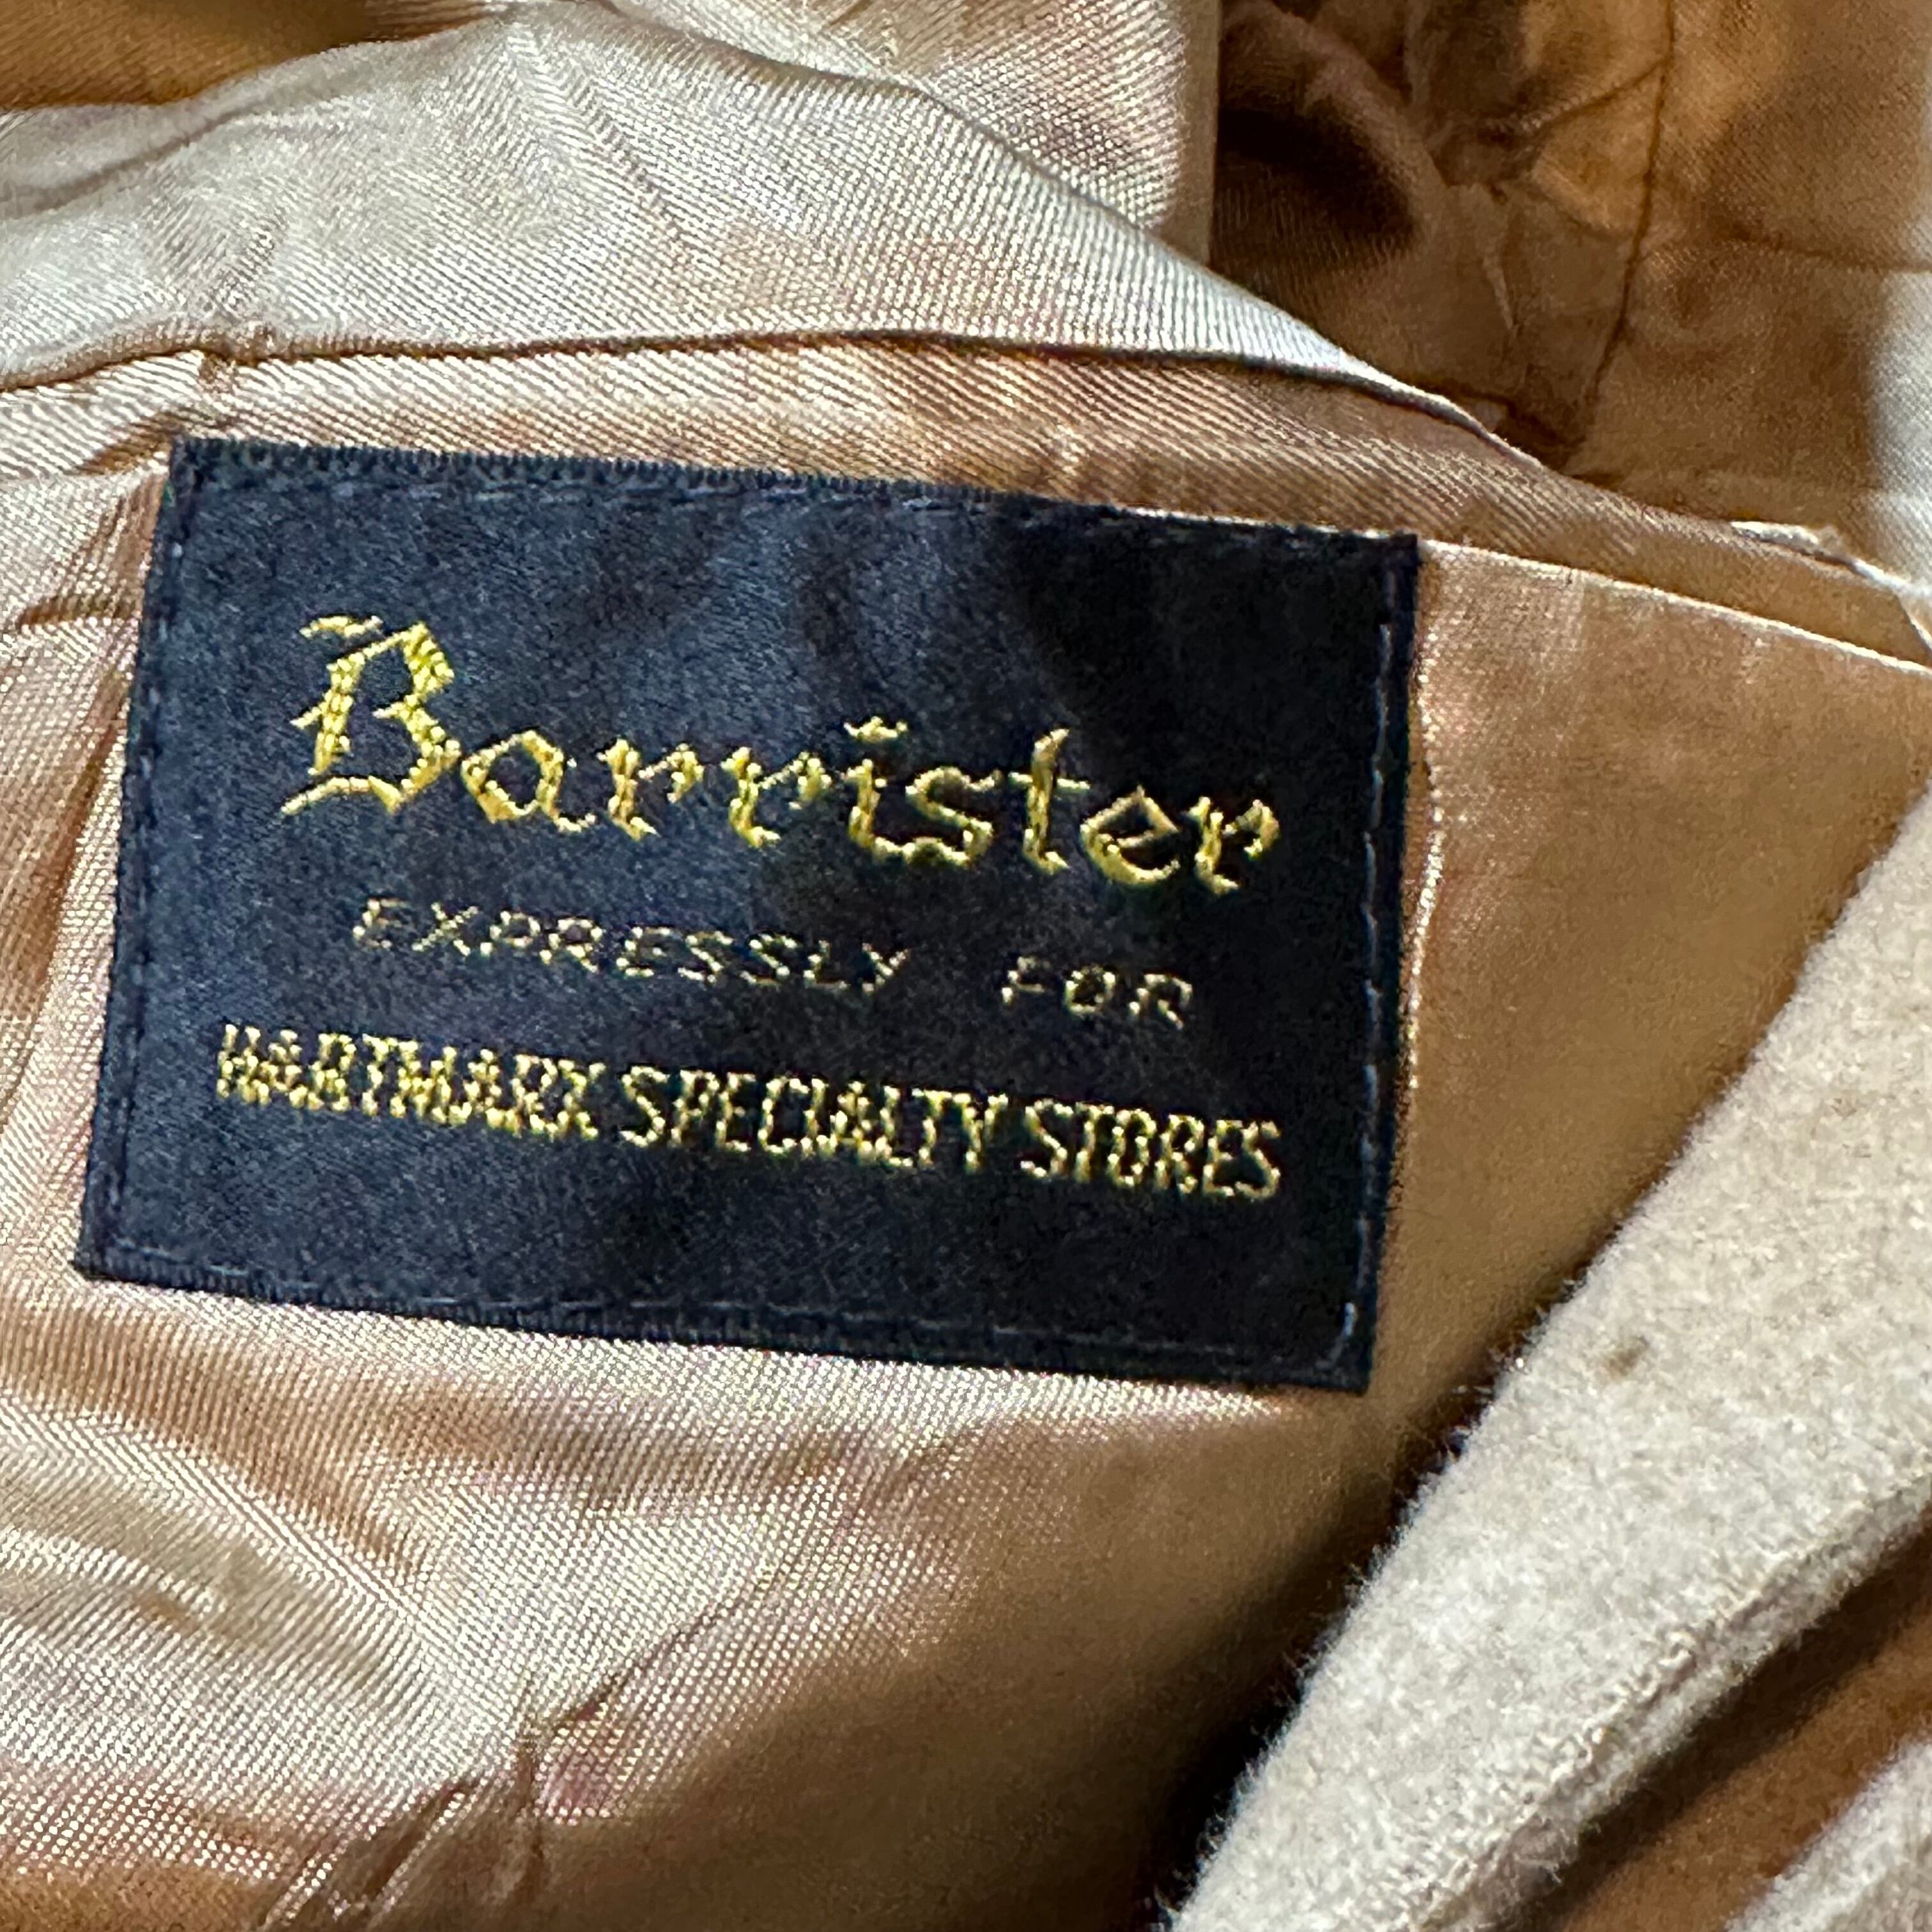 Barrister
EXPRESSLY FOR
HARTMARX SPECIALTY STORES